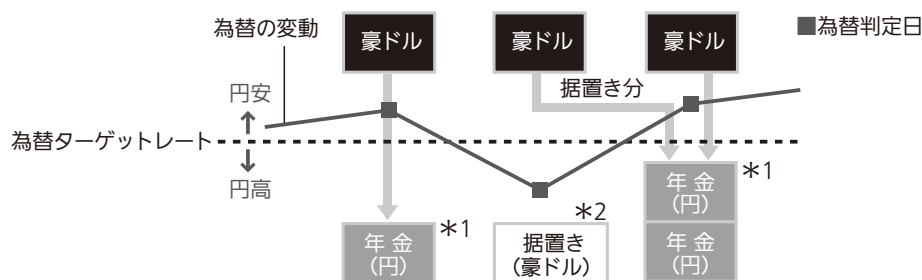 為替の変動
豪ドル
豪ドル
豪ドル
■為替判定日
据置き分
円安
為替ターゲットレート
円高
年金
(円)
*1
*2
据置き
(豪ドル)
年金
(円)
*1
年金
(円)